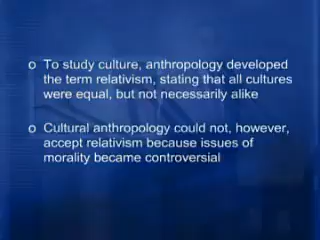 o To study culture, anthropology developed
the term relativism, stating that all cultures
were equal, but not necessarily alike
o Cultural anthropology could not, however,
accept relativism because issues of
morality became controversial